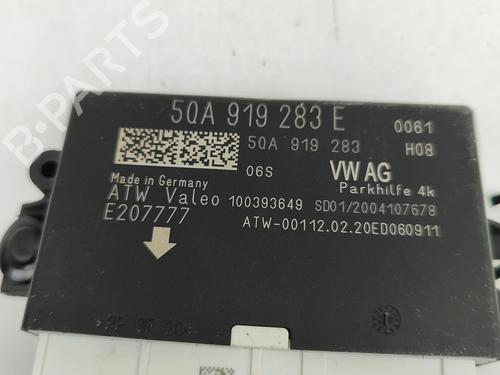 B-PARTS
5QA 919 283 E
0061
5QA 919 283
H08
06S
VW AG
Made in Germany
Parkhilfe 4k
ATW Valeo 100393649 SD01/2004107678
E207777
ATW-00112.02.20ED060911